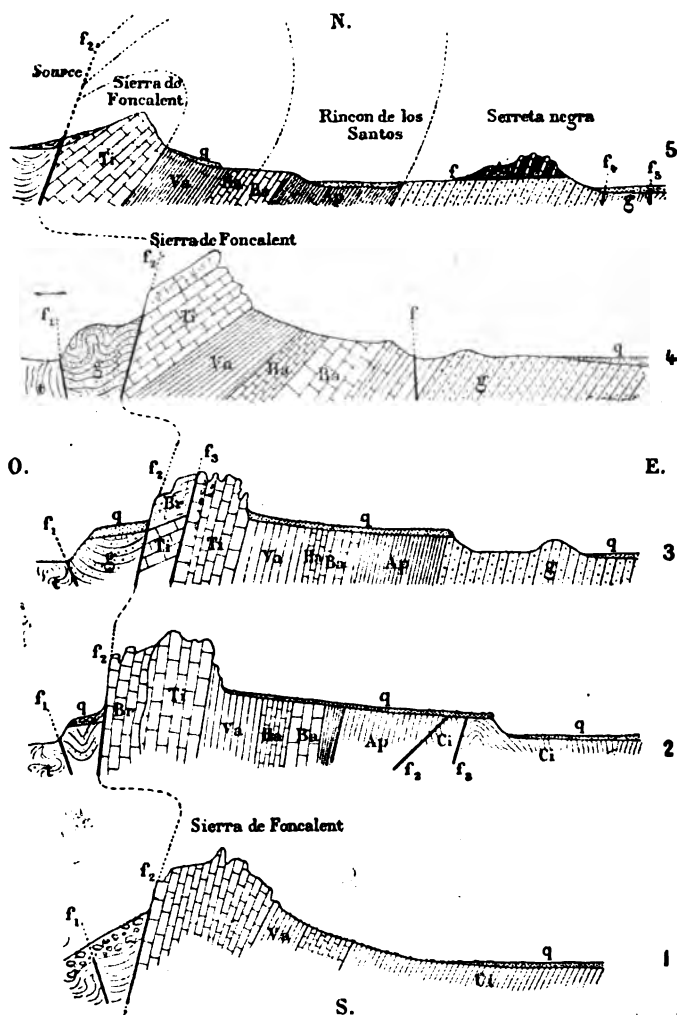 N.
f₂
Source
Sierra de
Foncalent
Rincon de los
Santos
Serreta negra
5
q
f
f₄
f₅
Ti
Va
Ba
Ba
Ap
g
Sierra de Foncalent
f₂
f₁
f
Ti
q
4
g
Va
Ba
Ba
g
O.
E.
f₂
f₃
Br
f₁
q
q
q
3
g
Ti
Ti
Va
Ba
Ba
Ap
g
f₂
f₁
q
Br
Ti
q
q
2
Va
Ba
Ba
Ap
Ci
Ci
f₂
f₃
Sierra de Foncalent
f₂
f₁
Va
q
1
Ci
S.